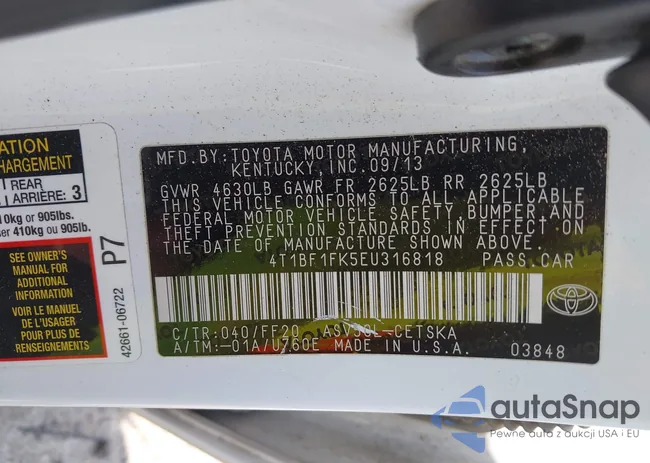 ATION
CHARGEMENT
REAR
ARRIÈRE: 3
10kg or 905lbs.
ser 410kg ou 905lb.
SEE OWNER'S
MANUAL FOR
ADDITIONAL
INFORMATION
VOIR LE MANUEL
DE L'USAGER
POUR PLUS DE
RENSEIGNEMENTS
P7
42661-06722
MFD.BY: TOYOTA MOTOR MANUFACTURING,
KENTUCKY, INC. 09/13
GVWR 4630LB GAWR FR 2625LB RR 2625LB
THIS VEHICLE CONFORMS TO ALL APPLICABLE
FEDERAL MOTOR VEHICLE SAFETY, BUMPER, AND
THEFT PREVENTION STANDARDS IN EFFECT ON
THE DATE OF MANUFACTURE SHOWN ABOVE.
4T1BF1FK5EU316818 PASS.CAR
C/TR:040/FF20 ASV50L-CETSKA
A/TM:-01A/U760E MADE IN U.S.A. 03848
TOYOTA
autaSnap
Pewne auta z aukcji USA i EU